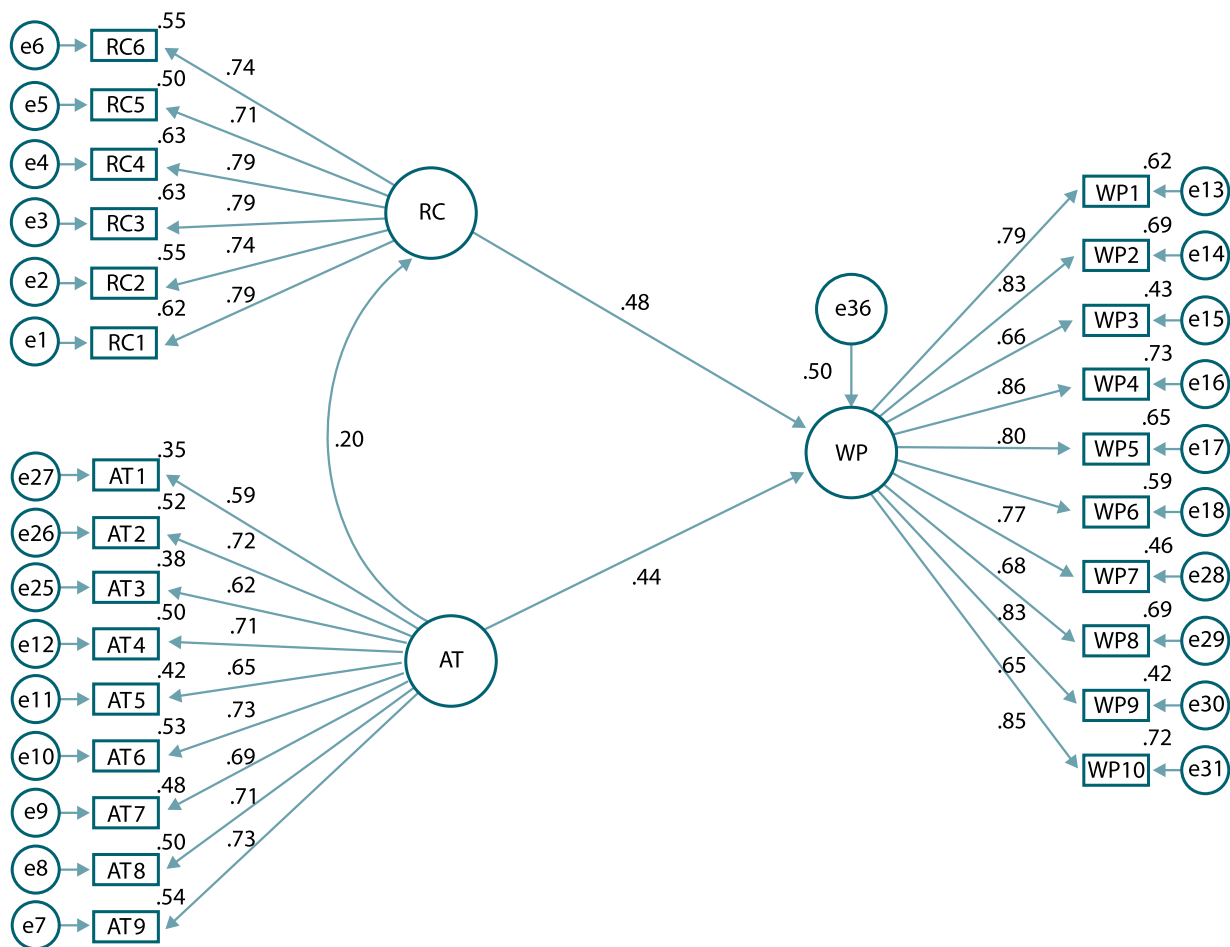 .55
e6 RC6
.74
.50
e5 RC5
.71
.63
e4 RC4
.79
.63
e3 RC3
.79
.55
e2 RC2
.74
.62
e1 RC1
.79
RC
.48
.20
.35
e27 AT1
.59
.52
e26 AT2
.72
.38
e25 AT3
.62
.50
e12 AT4
.71
.42
e11 AT5
.65
.53
e10 AT6
.73
.48
e9 AT7
.69
.50
e8 AT8
.71
.54
e7 AT9
.73
AT
.44
e36
.50
WP
.62
.79 WP1 e13
.69
.83 WP2 e14
.43
.66 WP3 e15
.73
.86 WP4 e16
.65
.80 WP5 e17
.59
WP6 e18
.77
.46
WP7 e28
.68
.69
WP8 e29
.83
.42
.65 WP9 e30
.85
.72
WP10 e31